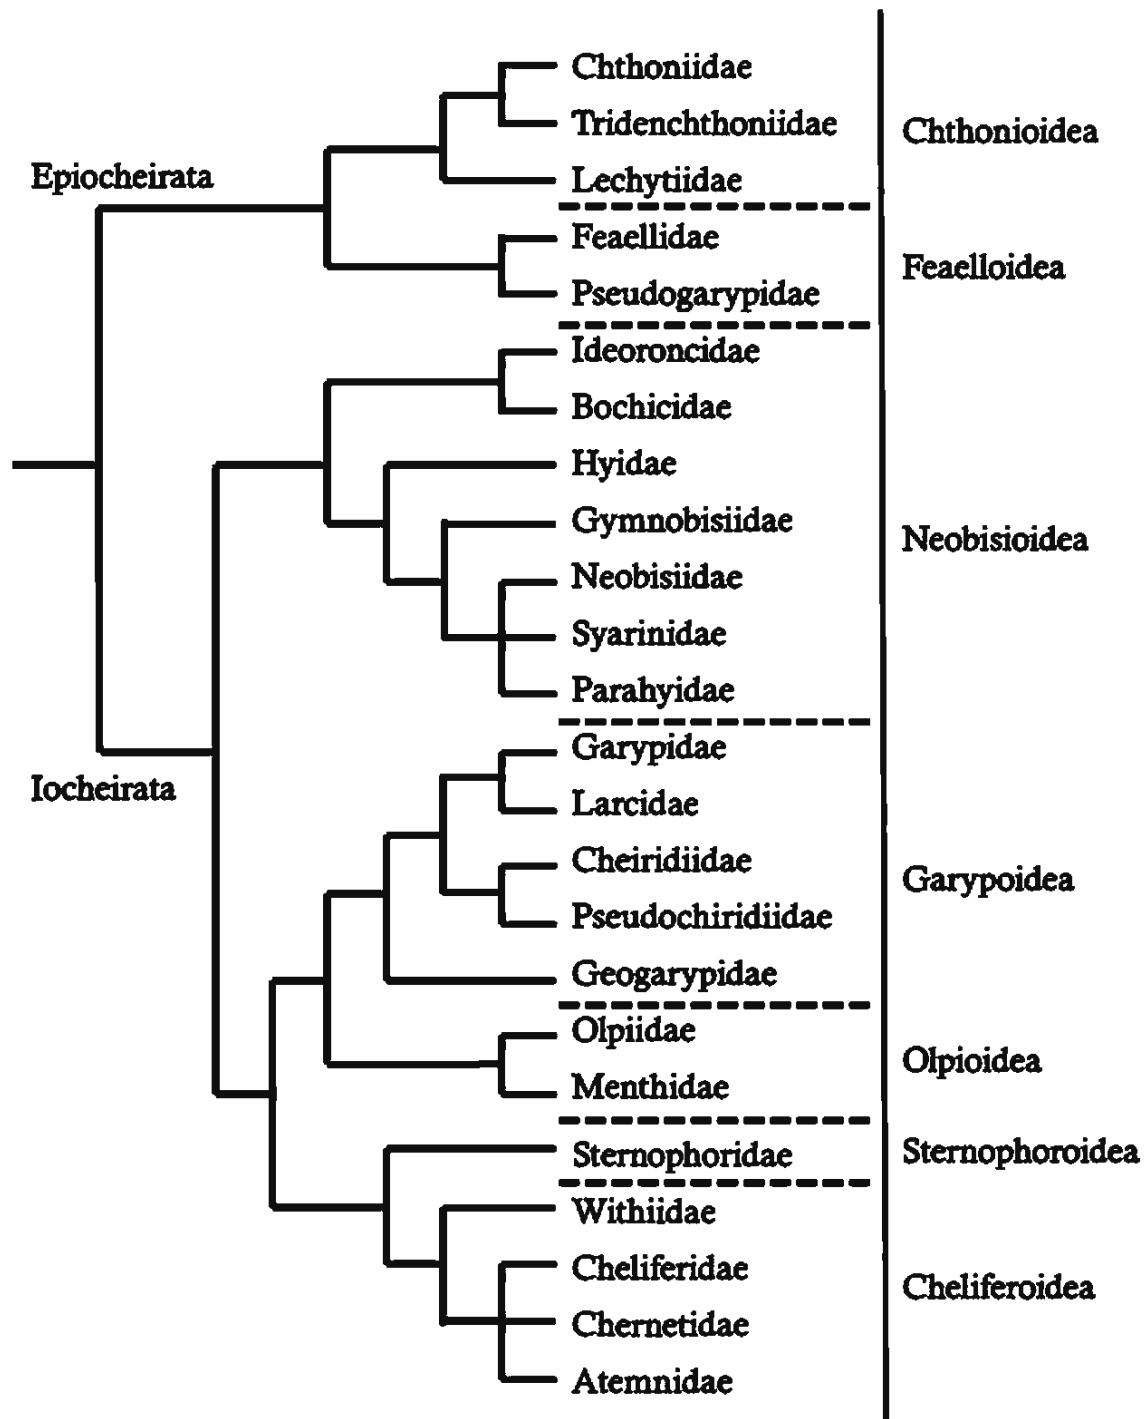 Chthoniidae
Tridenchthoniidae
Chthonioidea
Epiocheirata
Lechytiidae
Feaellidae
Feaelloidea
Pseudogarypidae
Ideoroncidae
Bochicidae
Hyidae
Gymnobisiidae
Neobisioidea
Neobisiidae
Syarinidae
Parahyidae
Garypidae
Iocheirata
Larcidae
Cheiridiidae
Garypoidea
Pseudochiridiidae
Geogarypidae
Olpiidae
Olpioidea
Menthidae
Sternophoridae
Sternophoroidea
Withiidae
Cheliferidae
Cheliferoidea
Chernetidae
Atemnidae